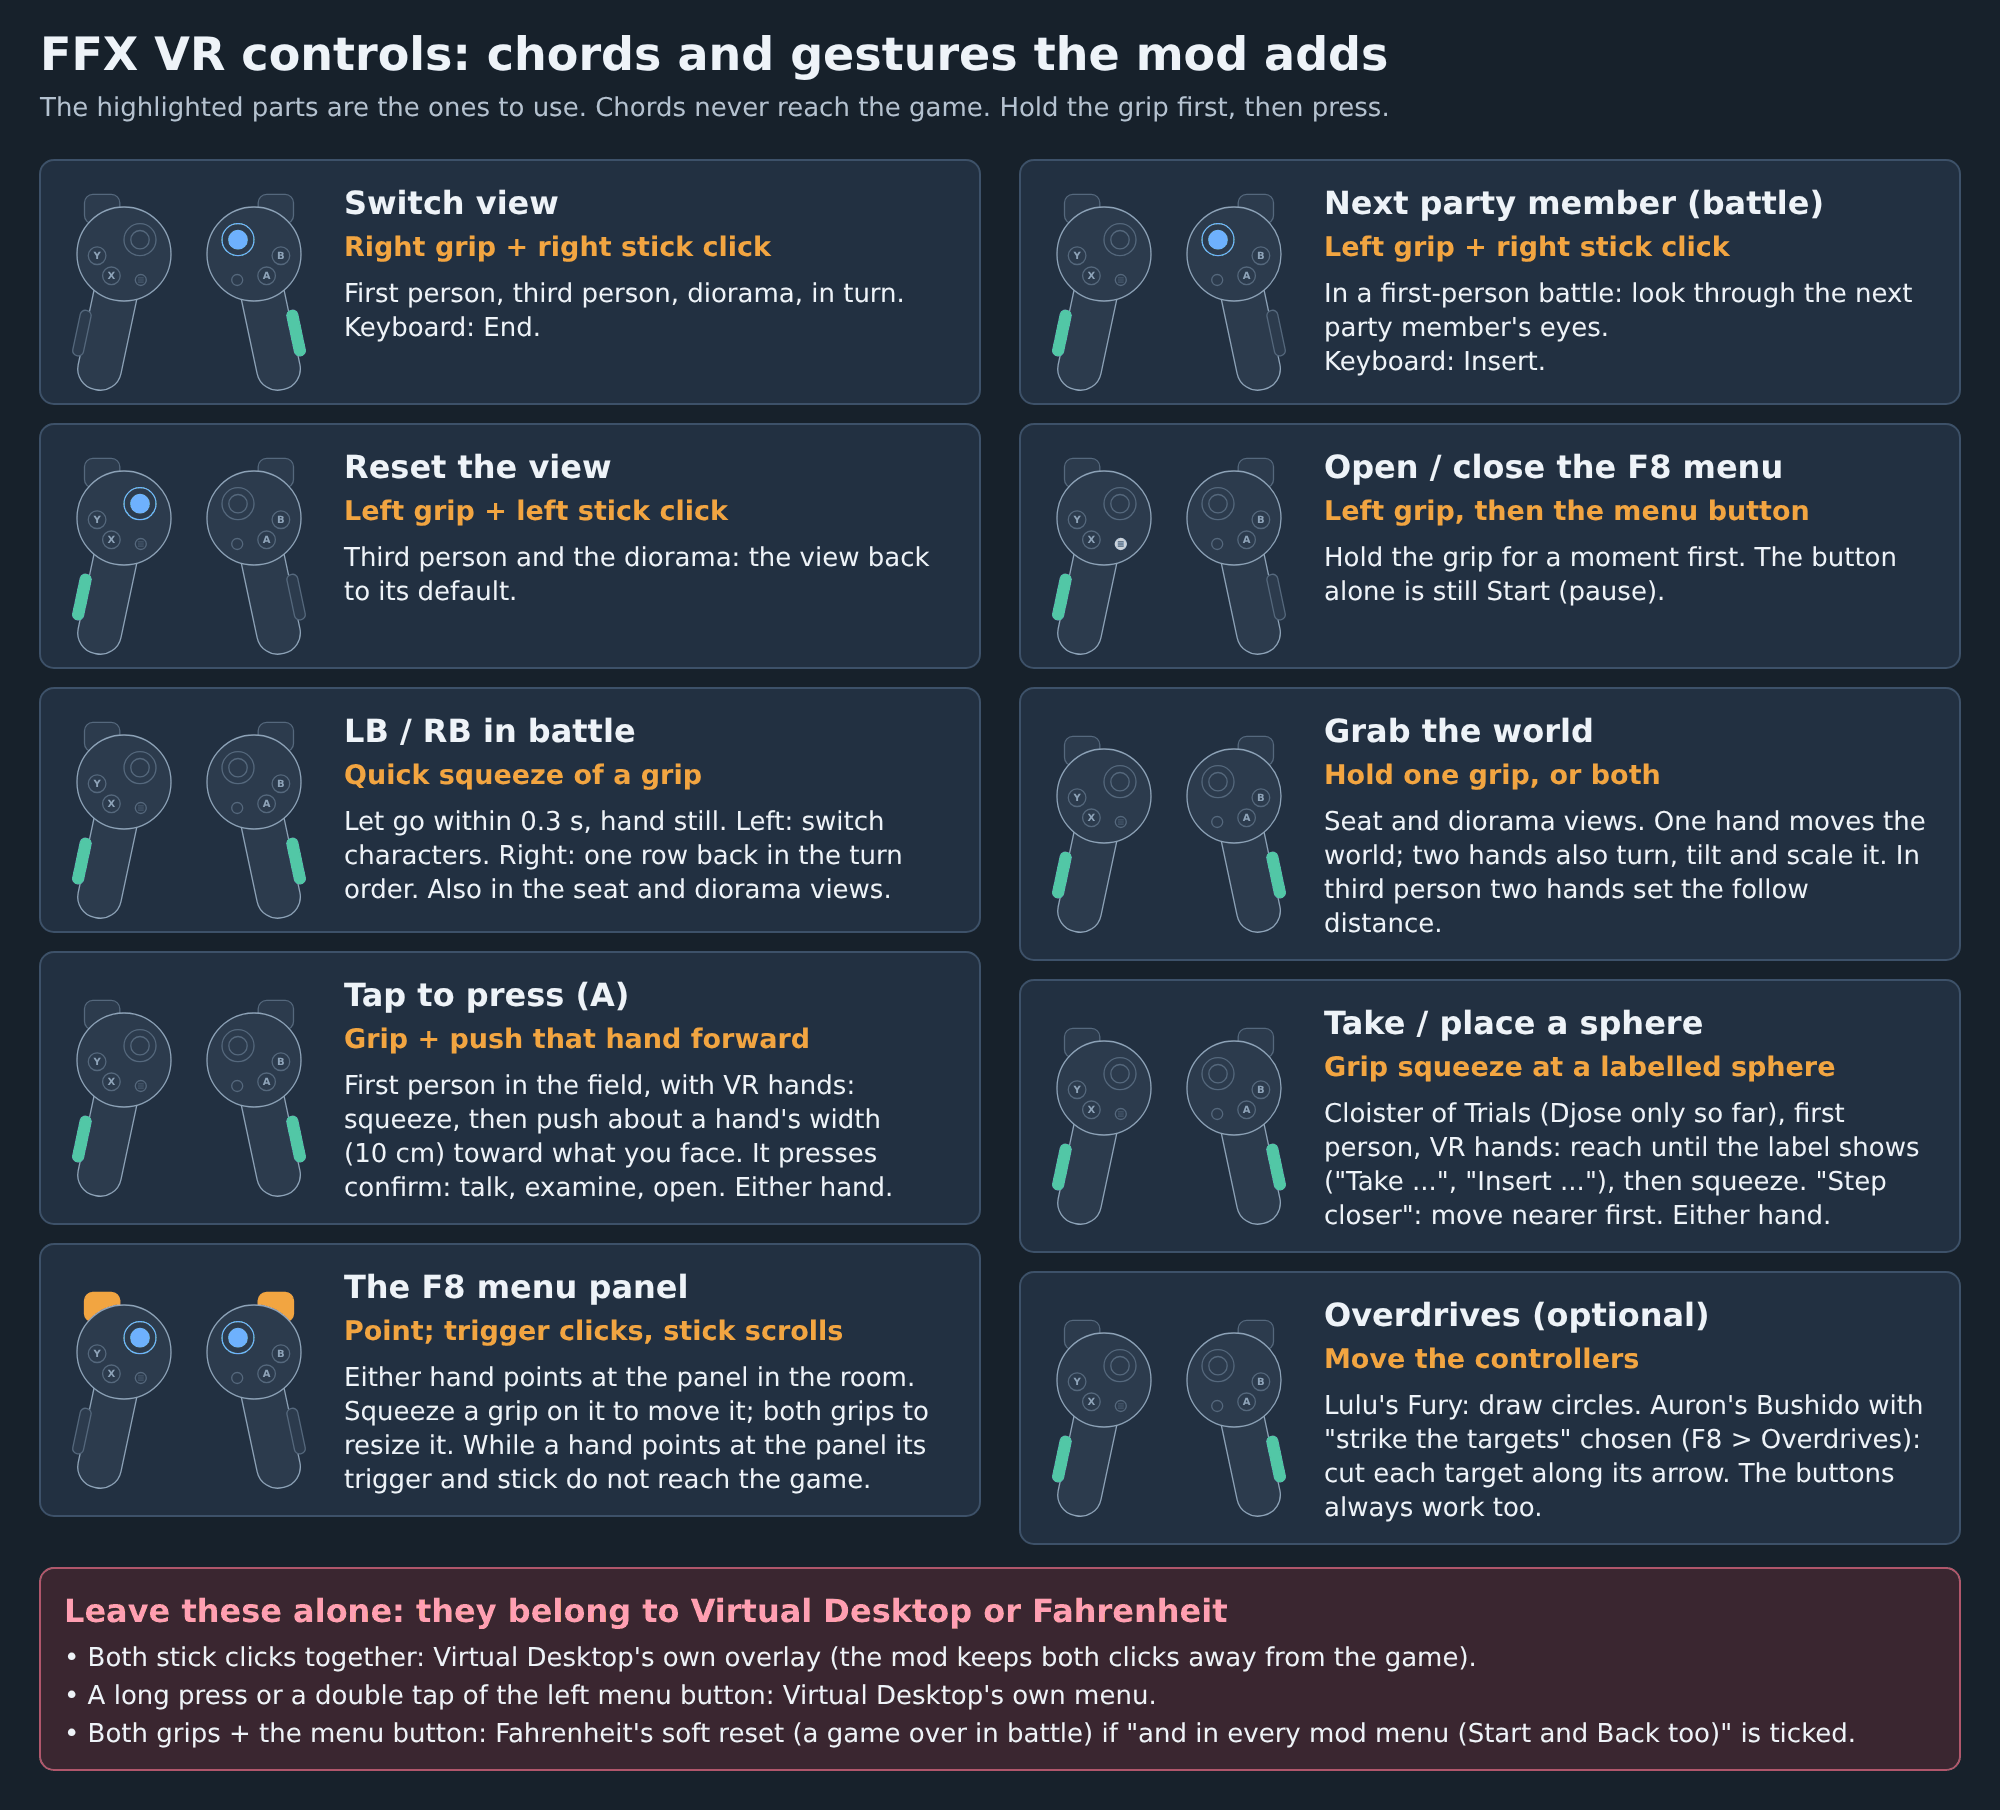 FFX VR controls: chords and gestures the mod adds
The highlighted parts are the ones to use. Chords never reach the game. Hold the grip first, then press.
Y
X
B
A
Switch view
Right grip + right stick click
First person, third person, diorama, in turn.
Keyboard: End.
Y
X
B
A
Next party member (battle)
Left grip + right stick click
In a first-person battle: look through the next
party member's eyes.
Keyboard: Insert.
Y
X
B
A
Reset the view
Left grip + left stick click
Third person and the diorama: the view back
to its default.
Y
X
B
A
Open / close the F8 menu
Left grip, then the menu button
Hold the grip for a moment first. The button
alone is still Start (pause).
Y
X
B
A
LB / RB in battle
Quick squeeze of a grip
Let go within 0.3 s, hand still. Left: switch
characters. Right: one row back in the turn
order. Also in the seat and diorama views.
Y
X
B
A
Grab the world
Hold one grip, or both
Seat and diorama views. One hand moves the
world; two hands also turn, tilt and scale it. In
third person two hands set the follow
distance.
Y
X
B
A
Tap to press (A)
Grip + push that hand forward
First person in the field, with VR hands:
squeeze, then push about a hand's width
(10 cm) toward what you face. It presses
confirm: talk, examine, open. Either hand.
Y
X
B
A
Take / place a sphere
Grip squeeze at a labelled sphere
Cloister of Trials (Djose only so far), first
person, VR hands: reach until the label shows
("Take ...", "Insert ..."), then squeeze. "Step
closer": move nearer first. Either hand.
Y
X
B
A
The F8 menu panel
Point; trigger clicks, stick scrolls
Either hand points at the panel in the room.
Squeeze a grip on it to move it; both grips to
resize it. While a hand points at the panel its
trigger and stick do not reach the game.
Y
X
B
A
Overdrives (optional)
Move the controllers
Lulu's Fury: draw circles. Auron's Bushido with
"strike the targets" chosen (F8 > Overdrives):
cut each target along its arrow. The buttons
always work too.
Leave these alone: they belong to Virtual Desktop or Fahrenheit
• Both stick clicks together: Virtual Desktop's own overlay (the mod keeps both clicks away from the game).
• A long press or a double tap of the left menu button: Virtual Desktop's own menu.
• Both grips + the menu button: Fahrenheit's soft reset (a game over in battle) if "and in every mod menu (Start and Back too)" is ticked.